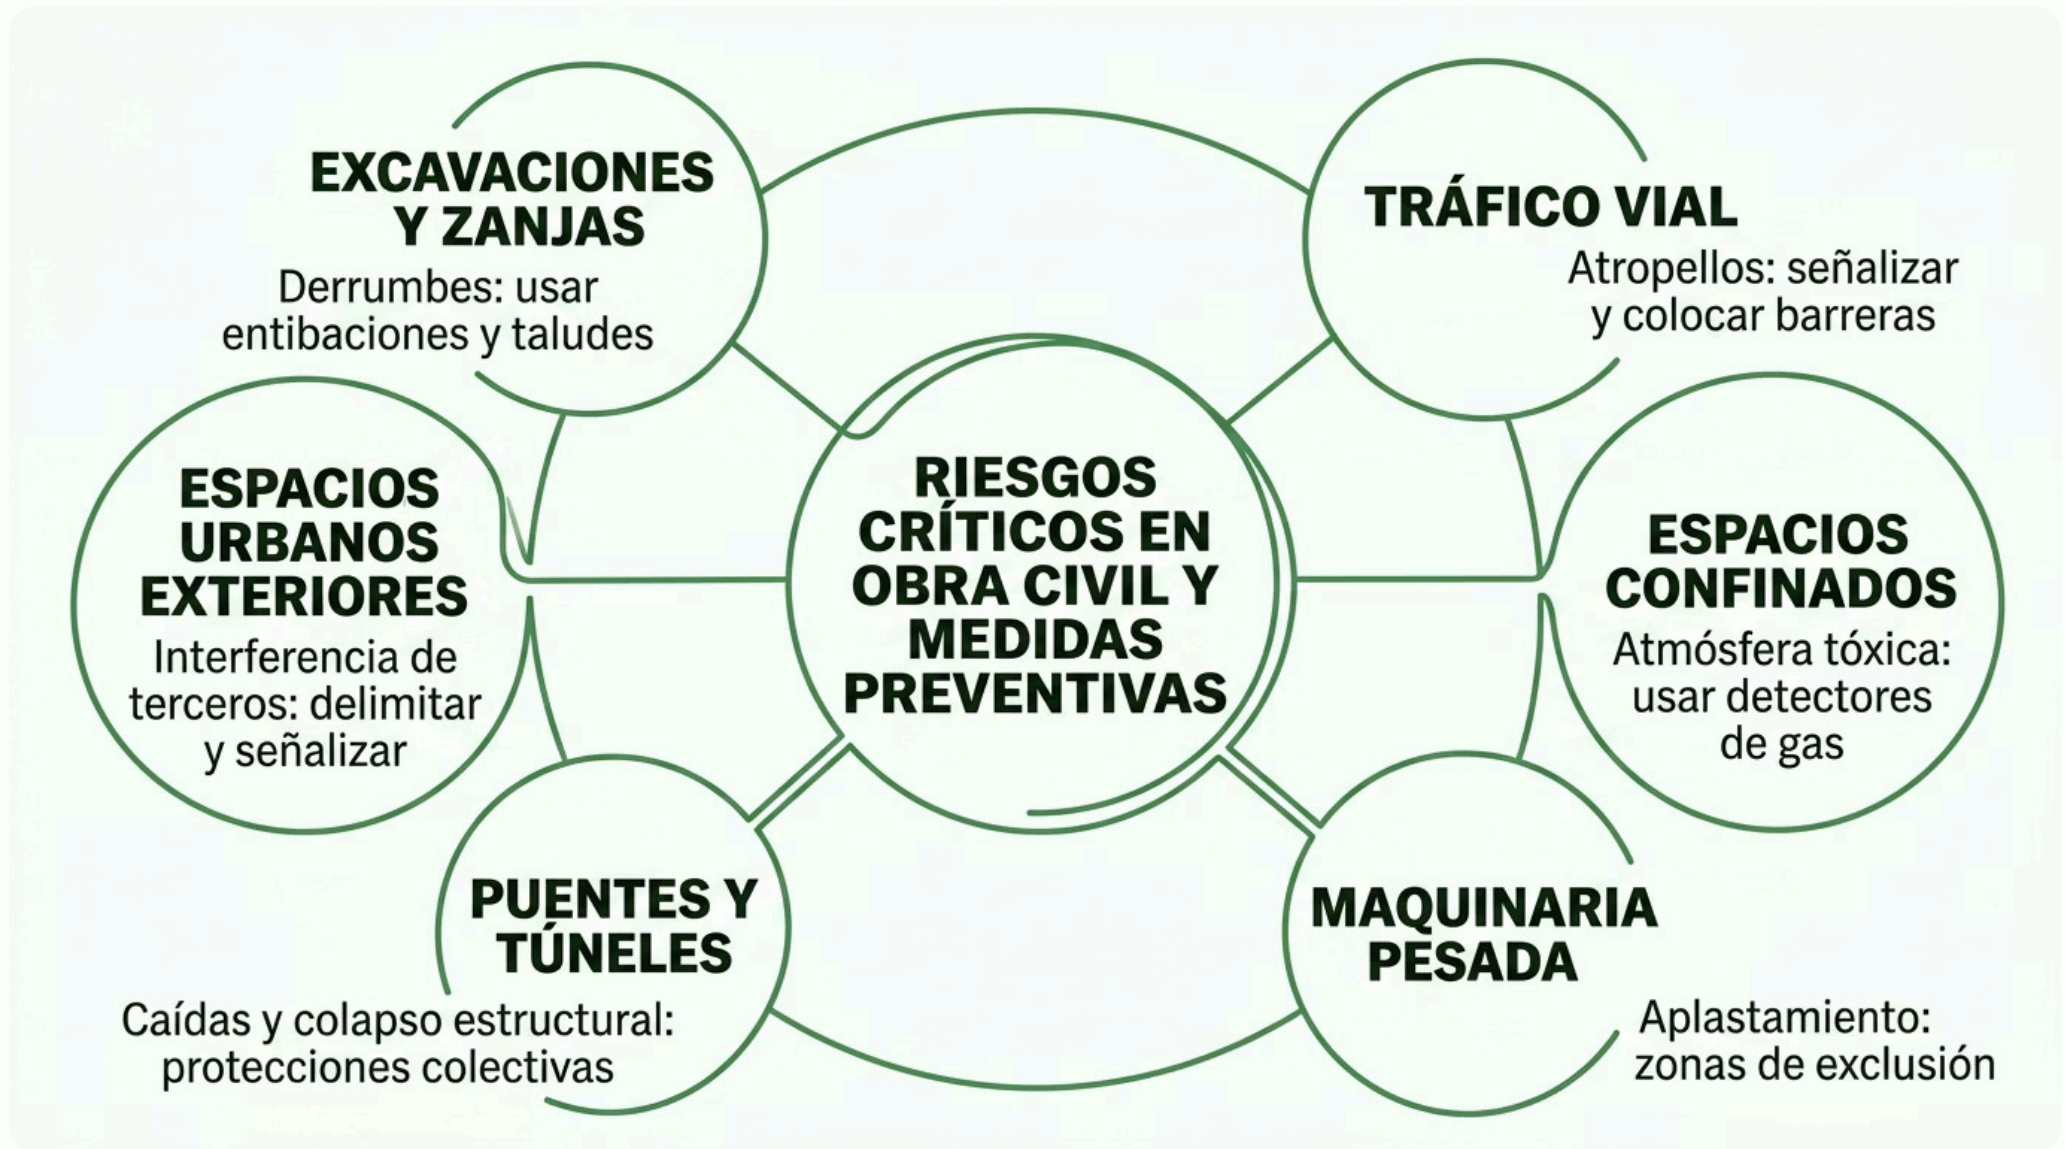 EXCAVACIONES
Y ZANJAS
Derrumbes: usar
entibaciones y taludes
TRÁFICO VIAL
Atropellos: señalizar
y colocar barreras
ESPACIOS
URBANOS
EXTERIORES
Interferencia de
terceros: delimitar
y señalizar
RIESGOS
CRÍTICOS EN
OBRA CIVIL Y
MEDIDAS
PREVENTIVAS
ESPACIOS
CONFINADOS
Atmósfera tóxica:
usar detectores
de gas
PUENTES Y
TÚNELES
Caídas y colapso estructural:
protecciones colectivas
MAQUINARIA
PESADA
Aplastamiento:
zonas de exclusión